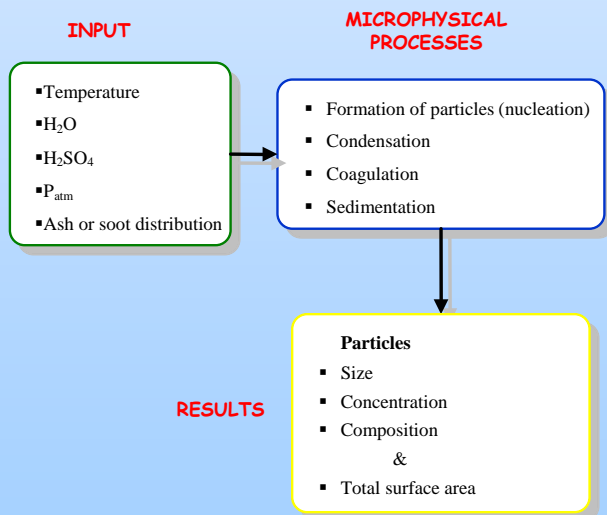 INPUT
▪Temperature
▪H₂O
▪H₂SO₄
▪Pₐₜₘ
▪Ash or soot distribution
MICROPHYSICAL
PROCESSES
▪ Formation of particles (nucleation)
▪ Condensation
▪ Coagulation
▪ Sedimentation
RESULTS
Particles
▪ Size
▪ Concentration
▪ Composition
&
▪ Total surface area